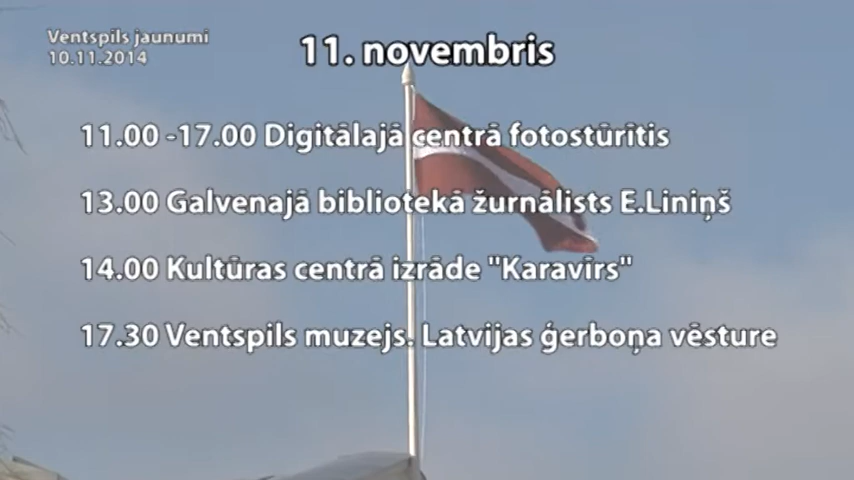 Ventspils jaunumi
10.11.2014
11. novembris
11.00 -17.00 Digitālajā centrā fotostūrītis
13.00 Galvenajā bibliotekā žurnālists E.Liniņš
14.00 Kultūras centrā izrāde "Karavīrs"
17.30 Ventspils muzejs. Latvijas ģerboņa vēsture